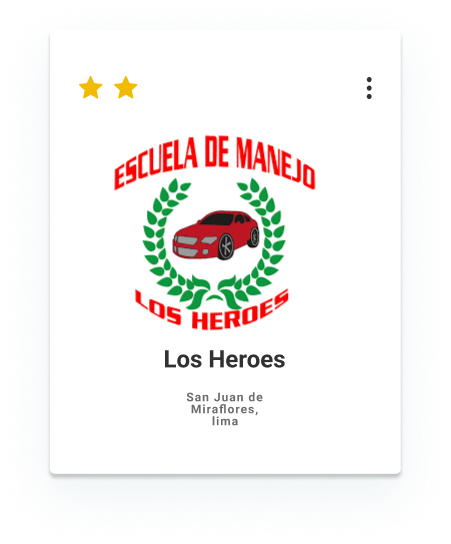 ESCUELA DE MANEJO
LOS HEROES
Los Heroes
San Juan de
Miraflores,
lima